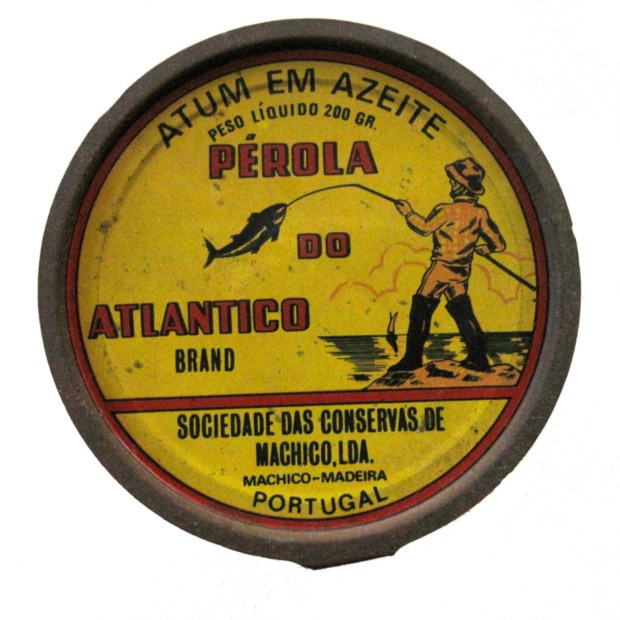 ATUM EM AZEITE
PESO LÍQUIDO 200 GR.
PÉROLA
DO
ATLANTICO
BRAND
SOCIEDADE DAS CONSERVAS DE
MACHICO, LDA.
MACHICO-MADEIRA
PORTUGAL